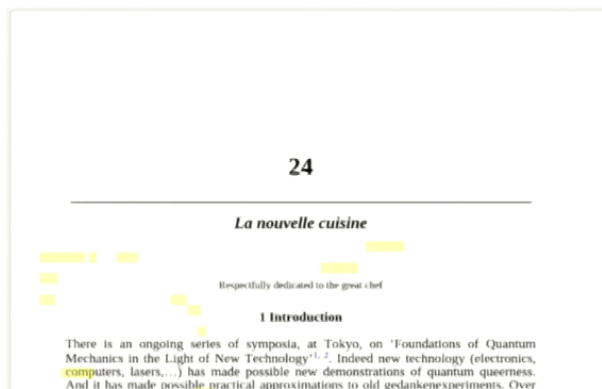 24
La nouvelle cuisine
Respectfully dedicated to the great chef
1 Introduction
There is an ongoing series of symposia, at Tokyo, on ‘Foundations of Quantum
Mechanics in the Light of New Technology’1, 2. Indeed new technology (electronics,
computers, lasers,…) has made possible new demonstrations of quantum queerness.
And it has made possible practical approximations to old gedankenexperiments. Over